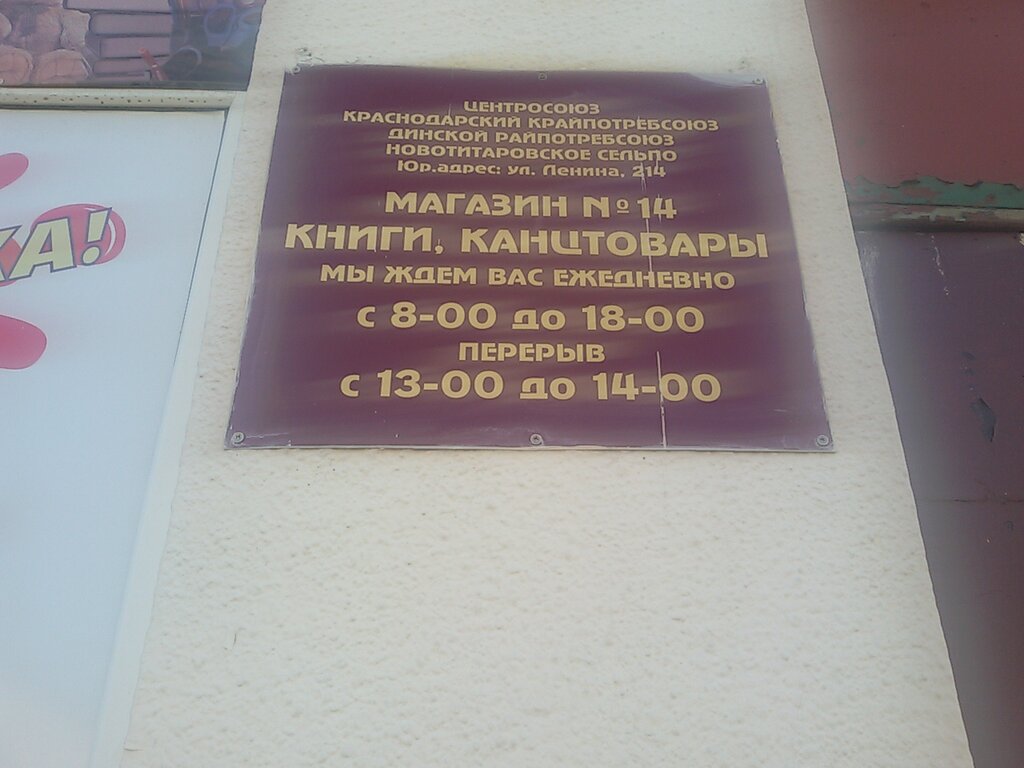 ЦЕНТРОСОЮЗ
КРАСНОДАРСКИЙ КРАЙПОТРЕБСОЮЗ
ДИНСКОЙ РАЙПОТРЕБСОЮЗ
НОВОТИТАРОВСКОЕ СЕЛЬПО
Юр.адрес: ул. Ленина, 214
МАГАЗИН № 14
КНИГИ, КАНЦТОВАРЫ
МЫ ЖДЕМ ВАС ЕЖЕДНЕВНО
с 8-00 до 18-00
ПЕРЕРЫВ
с 13-00 до 14-00